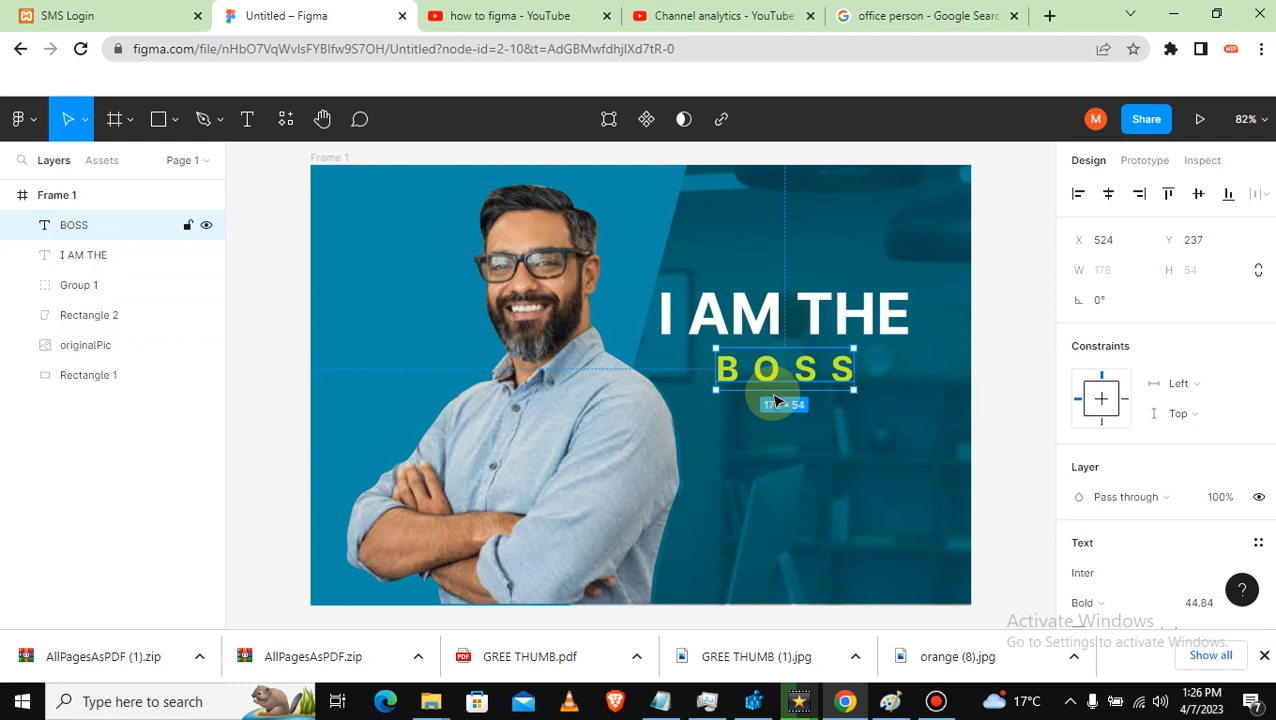 SMS Login
Untitled – Figma
how to figma - YouTube
Channel analytics - YouTube
office person - Google Searc
figma.com/file/nHbO7VqWvIsFYBlfw9S7OH/Untitled?node-id=2-10&t=AdGBMwfdhjIXd7tR-0
Share
82%
Layers
Assets
Page 1
Frame 1
BOSS
I AM THE
Group 1
Rectangle 2
originalPic
Rectangle 1
Frame 1
I AM THE
B O S S
Design
Prototype
Inspect
X 524
Y 237
W 178
H 54
0°
Constraints
Left
Top
Layer
Pass through
100%
Text
Inter
Bold
44.84
?
Activate Windows
Go to Settings to activate Windows.
AllPagesAsPDF (1).zip
AllPagesAsPDF.zip
GREE THUMB.pdf
GREE THUMB (1).jpg
orange (8).jpg
Show all
Type here to search
17°C
1:26 PM
4/7/2023